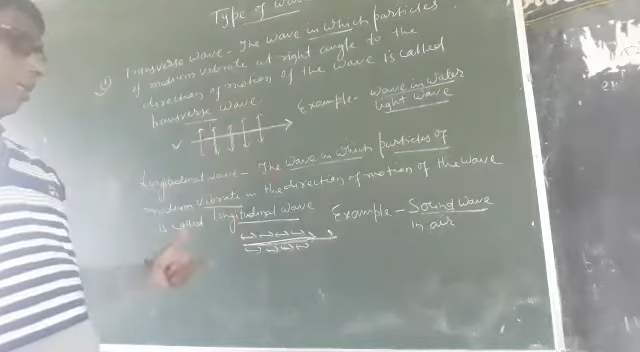 Type of wave
(1) Transverse wave - The wave in which particles
of medium vibrate at right angle to the
direction of motion of the wave is called
transverse wave.
Example - wave in water
light wave
Longitudinal wave - The wave in which particles of
medium vibrate in the direction of motion of the wave
is called longitudinal wave
Example - Sound wave
in air